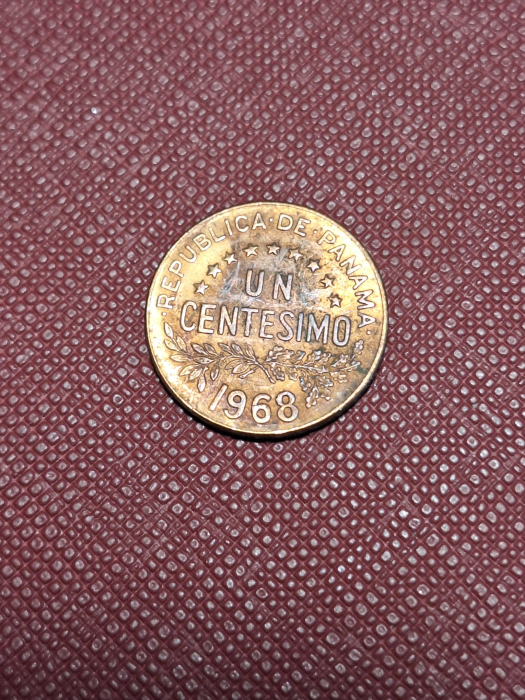 ·REPUBLICA·DE·PANAMA·
UN
CENTESIMO
1968